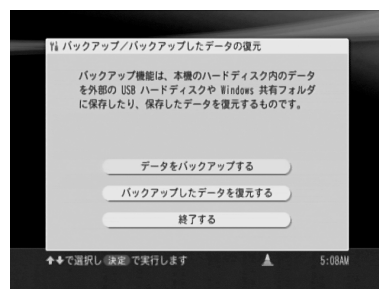 バックアップ／バックアップしたデータの復元
バックアップ機能は、本機のハードディスク内のデータ
を外部の USB ハードディスクや Windows 共有フォルダ
に保存したり、保存したデータを復元するものです。
データをバックアップする
バックアップしたデータを復元する
終了する
↑↓で選択し 決定 で実行します
5:08AM